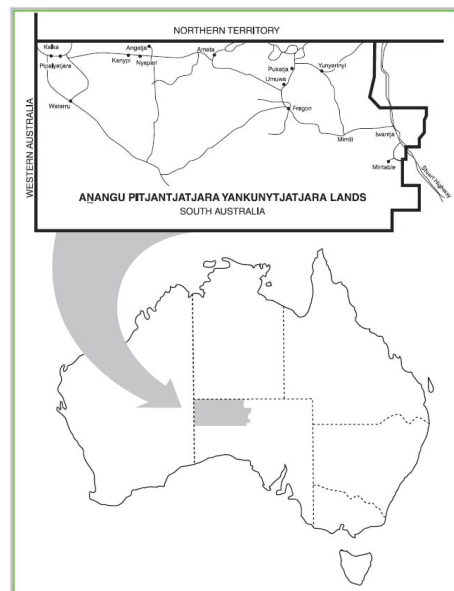 NORTHERN TERRITORY
Kalka
Angatja
Amata
Pipalyatjara
Kanypi
Nyapari
Pukatja
Yunyarinyi
Umuwa
Watarru
Fregon
Mimili
Iwantja
Mintabie
Stuart Highway
WESTERN AUSTRALIA
AṈANGU PITJANTJATJARA YANKUNYTJATJARA LANDS
SOUTH AUSTRALIA